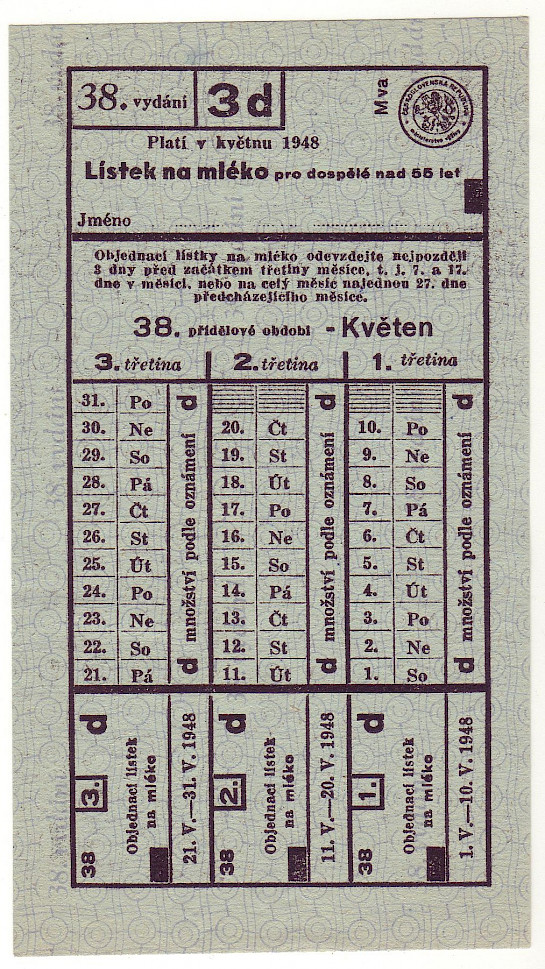 38. vydání 3d
Mva
ČESKOSLOVENSKÁ REPUBLIKA
ministerstvo výživy
Platí v květnu 1948
Lístek na mléko pro dospělé nad 55 let
Jméno
Objednací lístky na mléko odevzdejte nejpozději
3 dny před začátkem třetiny měsíce, t. j. 7. a 17.
dne v měsíci, nebo na celý měsíc najednou 27. dne
předcházejícího měsíce.
38. přídělové období - Květen
3. třetina 2. třetina 1. třetina
31. Po
30. Ne 20. Čt 10. Po
29. So 19. St 9. Ne
28. Pá 18. Út 8. So
27. Čt 17. Po 7. Pá
26. St 16. Ne 6. Čt
25. Út 15. So 5. St
24. Po 14. Pá 4. Út
23. Ne 13. Čt 3. Po
22. So 12. St 2. Ne
21. Pá 11. Út 1. So
d množství podle oznámení d
d množství podle oznámení d
d množství podle oznámení d
38 3. d
Objednací lístek
na mléko
21. V.—31. V. 1948
38 2. d
Objednací lístek
na mléko
11. V.—20. V. 1948
38 1. d
Objednací lístek
na mléko
1. V.—10. V. 1948